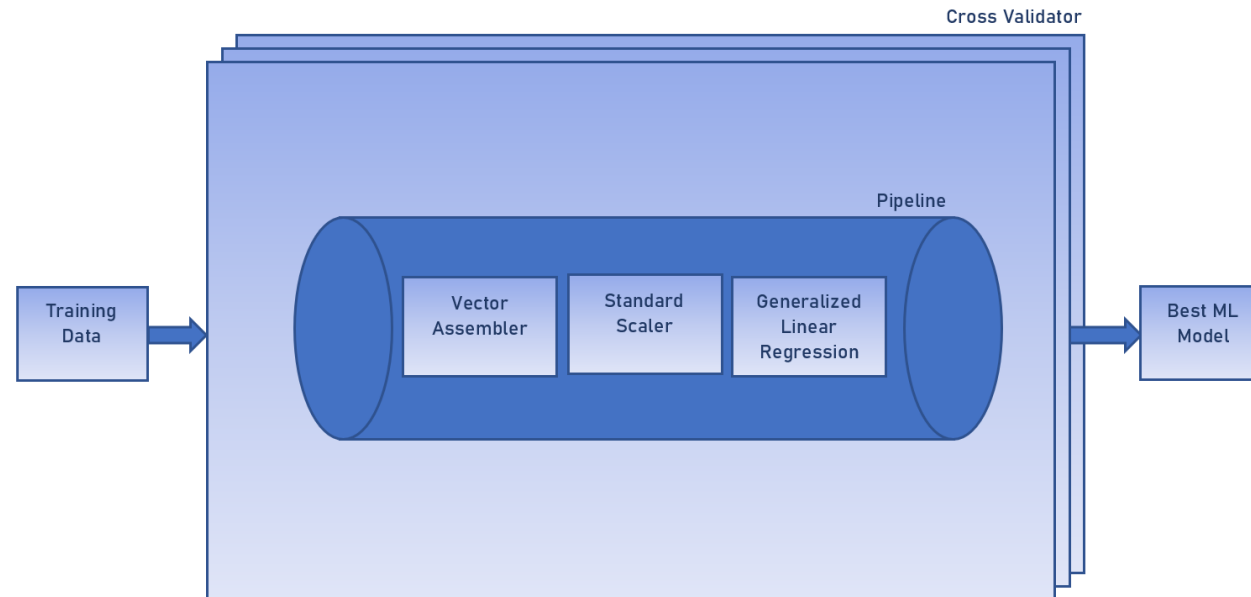 Cross Validator
Pipeline
Training
Data
Vector
Assembler
Standard
Scaler
Generalized
Linear
Regression
Best ML
Model